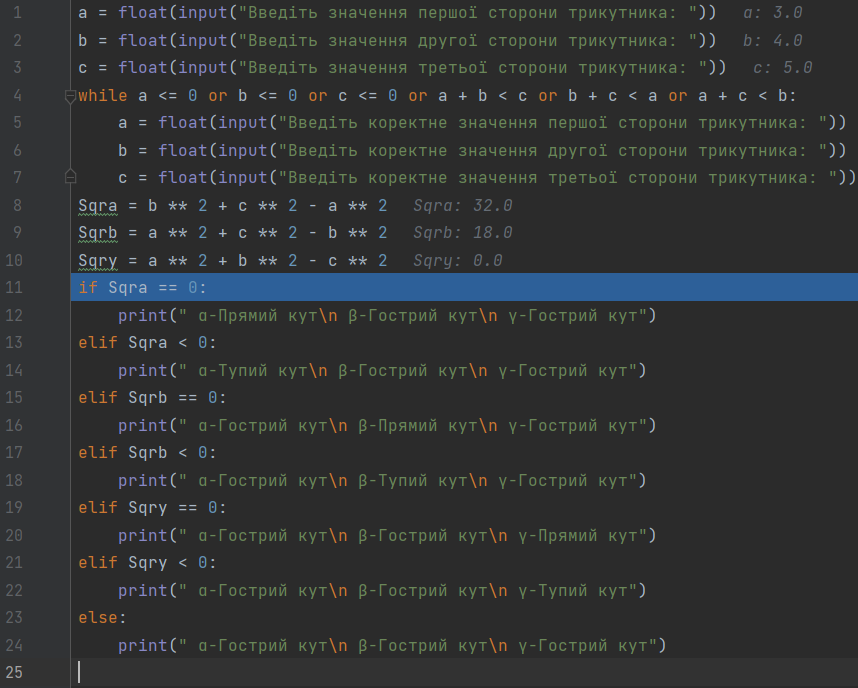 1 a = float(input("Введіть значення першої сторони трикутника: ")) a: 3.0
2 b = float(input("Введіть значення другої сторони трикутника: ")) b: 4.0
3 c = float(input("Введіть значення третьої сторони трикутника: ")) c: 5.0
4 while a <= 0 or b <= 0 or c <= 0 or a + b < c or b + c < a or a + c < b:
5     a = float(input("Введіть коректне значення першої сторони трикутника: "))
6     b = float(input("Введіть коректне значення другої сторони трикутника: "))
7     c = float(input("Введіть коректне значення третьої сторони трикутника: "))
8 Sqra = b ** 2 + c ** 2 - a ** 2 Sqra: 32.0
9 Sqrb = a ** 2 + c ** 2 - b ** 2 Sqrb: 18.0
10 Sqry = a ** 2 + b ** 2 - c ** 2 Sqry: 0.0
11 if Sqra == 0:
12     print(" α-Прямий кут\n β-Гострий кут\n γ-Гострий кут")
13 elif Sqra < 0:
14     print(" α-Тупий кут\n β-Гострий кут\n γ-Гострий кут")
15 elif Sqrb == 0:
16     print(" α-Гострий кут\n β-Прямий кут\n γ-Гострий кут")
17 elif Sqrb < 0:
18     print(" α-Гострий кут\n β-Тупий кут\n γ-Гострий кут")
19 elif Sqry == 0:
20     print(" α-Гострий кут\n β-Гострий кут\n γ-Прямий кут")
21 elif Sqry < 0:
22     print(" α-Гострий кут\n β-Гострий кут\n γ-Тупий кут")
23 else:
24     print(" α-Гострий кут\n β-Гострий кут\n γ-Гострий кут")
25